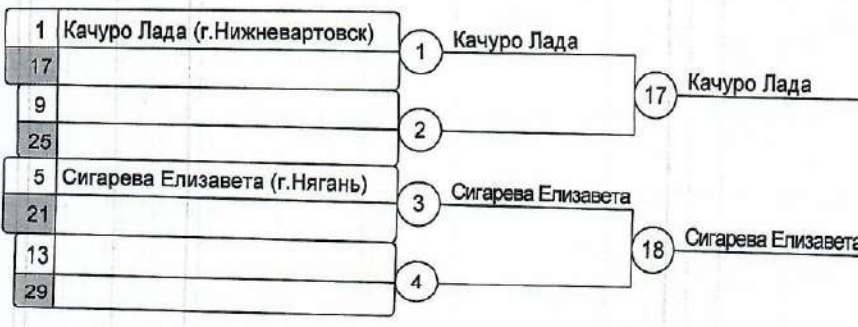 1 Качуро Лада (г.Нижневартовск)
17
9
25
5 Сигарева Елизавета (г.Нягань)
21
13
29
1 Качуро Лада
2
3 Сигарева Елизавета
4
17 Качуро Лада
18 Сигарева Елизавета